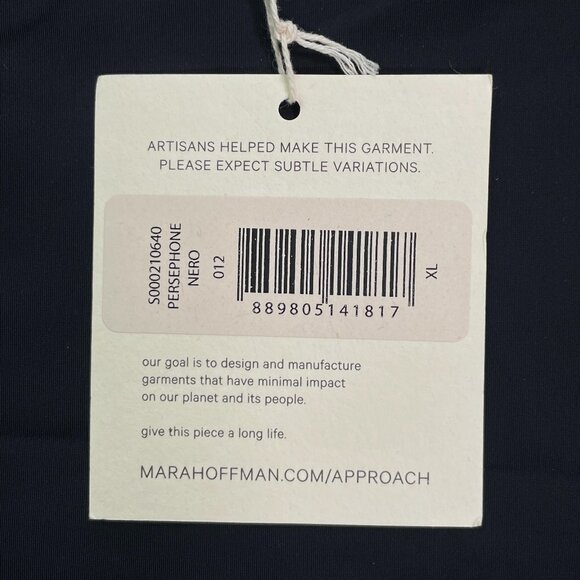 ARTISANS HELPED MAKE THIS GARMENT.
PLEASE EXPECT SUBTLE VARIATIONS.
S000210640
PERSEPHONE
NERO
012
889805141817
XL
our goal is to design and manufacture
garments that have minimal impact
on our planet and its people.
give this piece a long life.
MARAHOFFMAN.COM/APPROACH